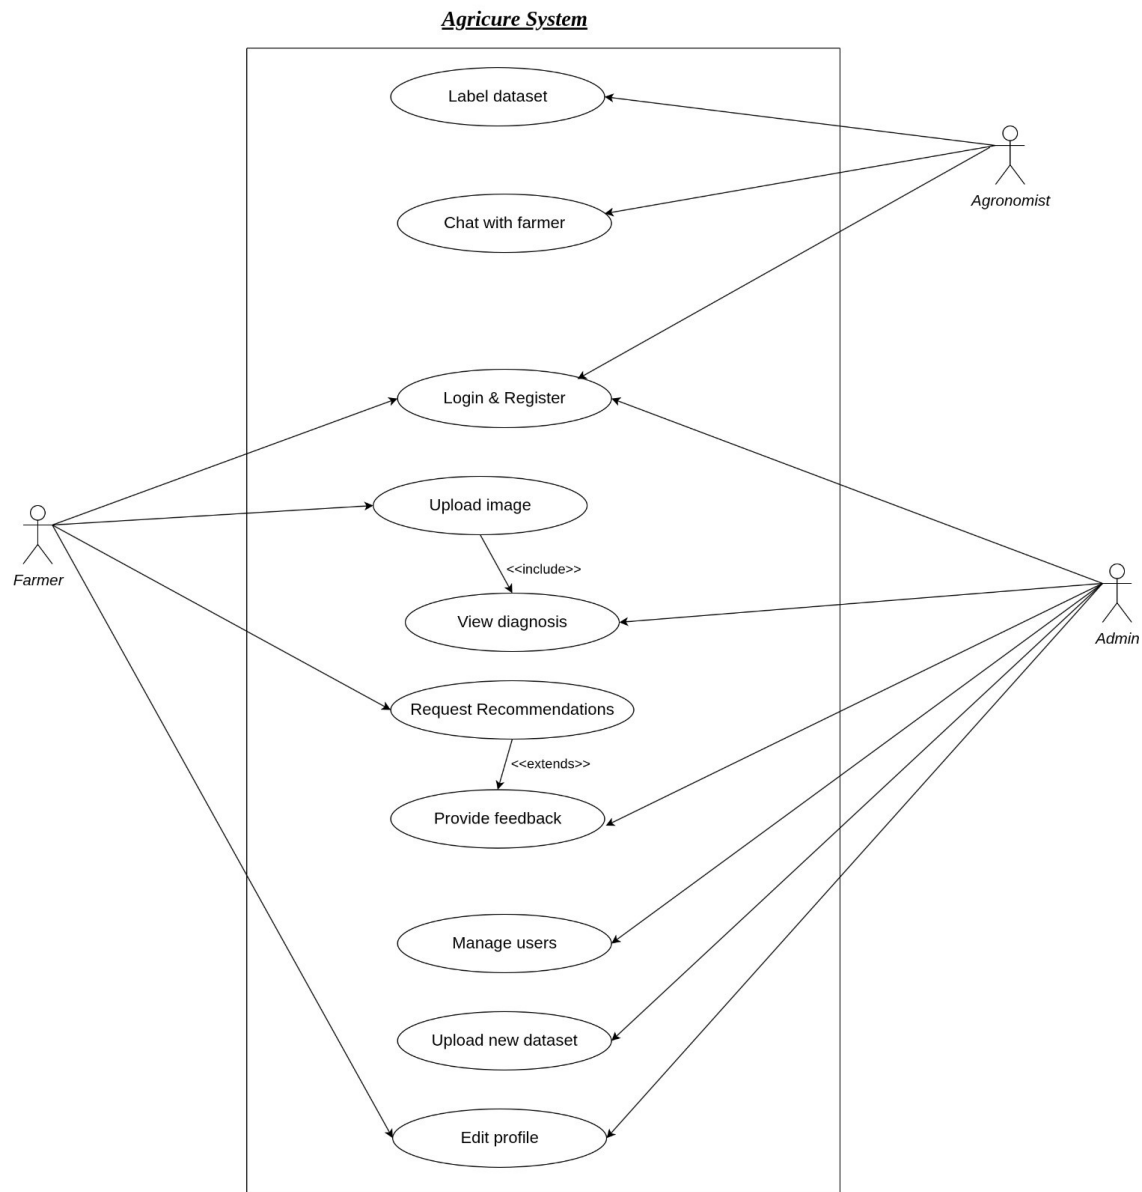 Agricure System
Label dataset
Agronomist
Chat with farmer
Login & Register
Upload image
Farmer
<<include>>
View diagnosis
Admin
Request Recommendations
<<extends>>
Provide feedback
Manage users
Upload new dataset
Edit profile